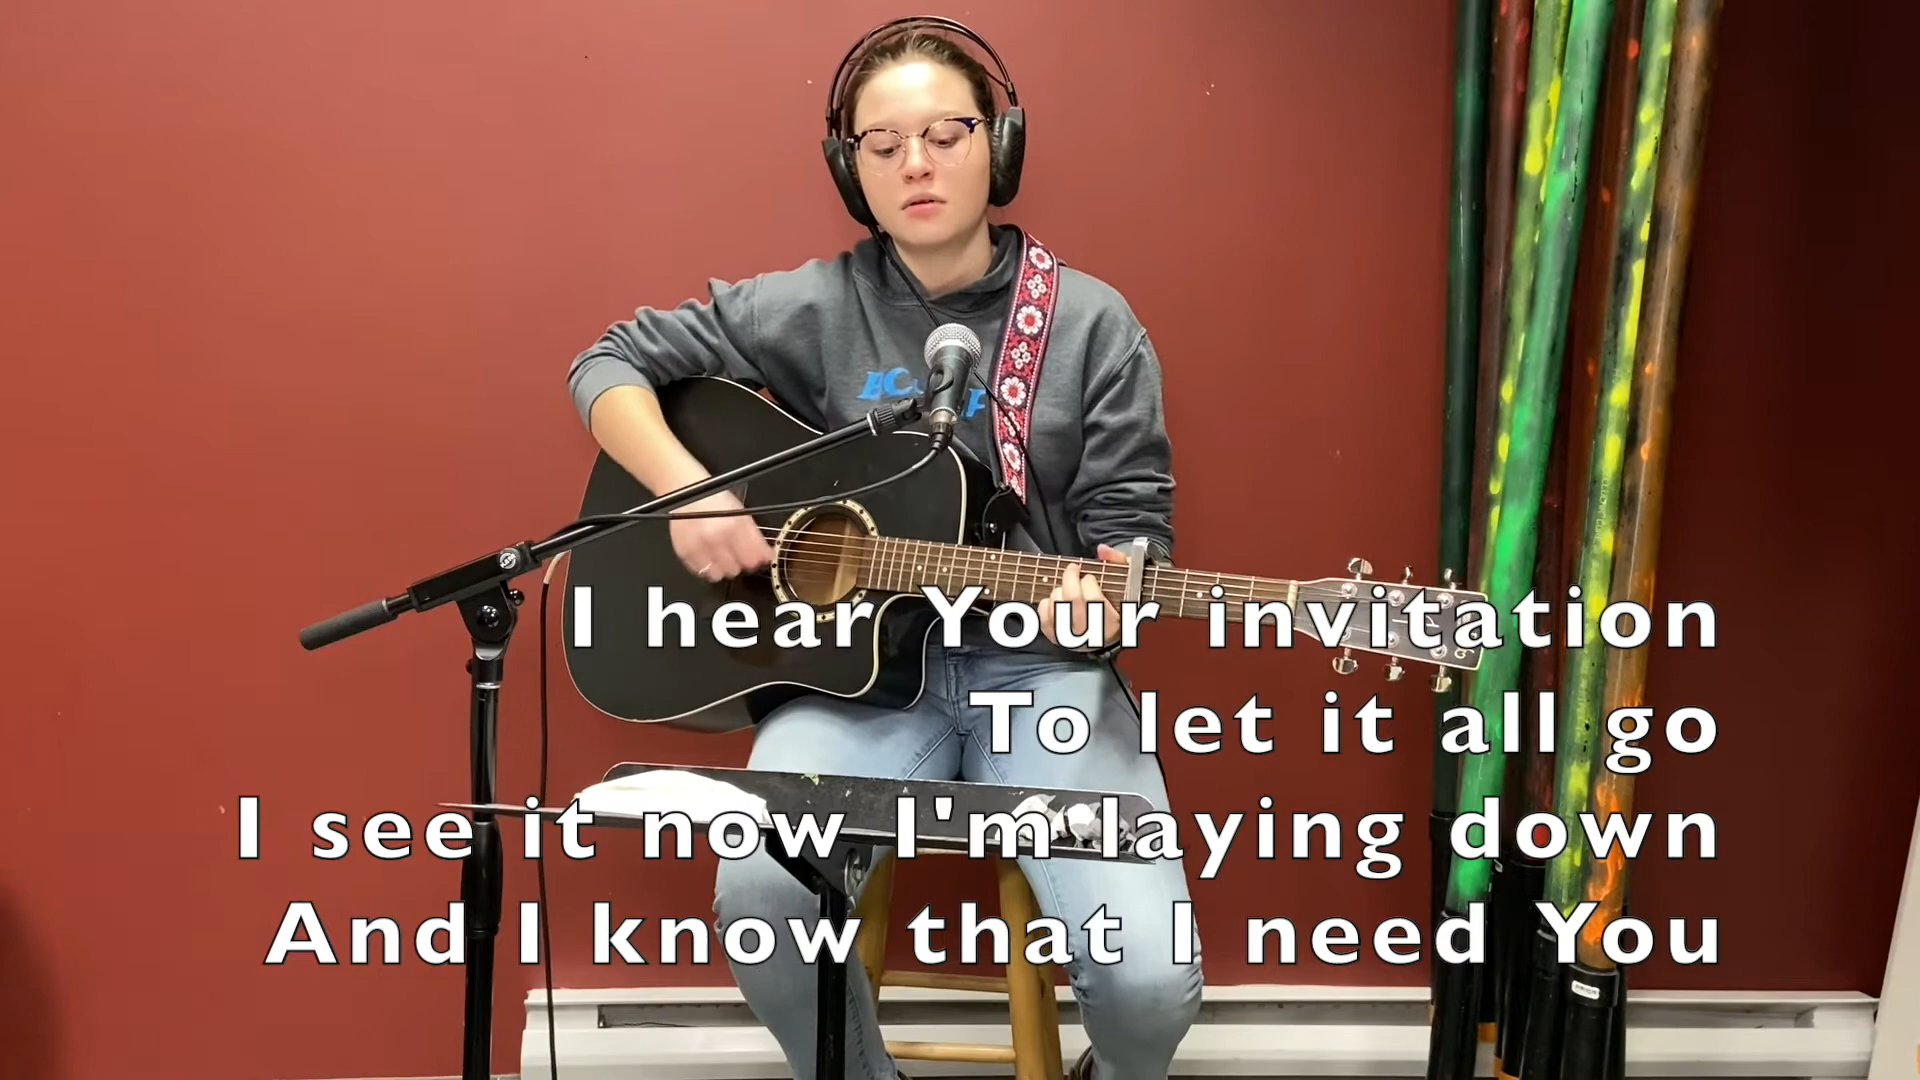 I hear Your invitation
To let it all go
I see it now I'm laying down
And I know that I need You